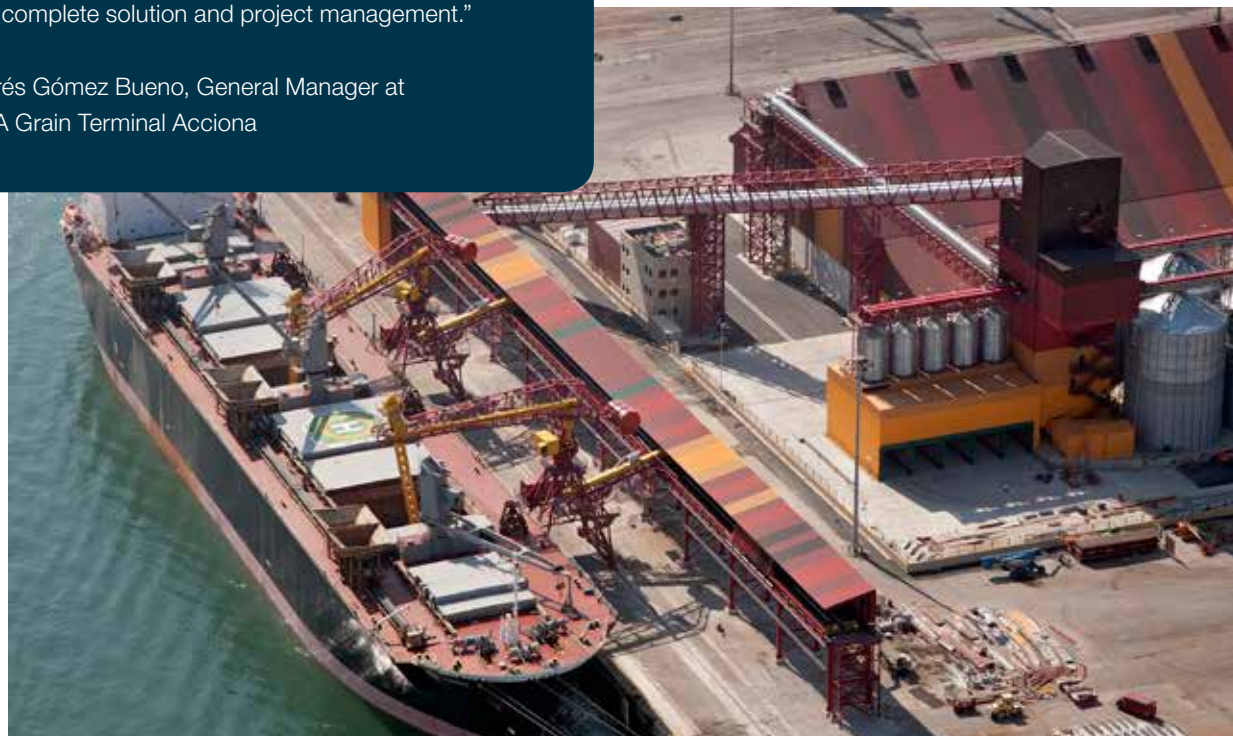 complete solution and project management.”
rés Gómez Bueno, General Manager at
A Grain Terminal Acciona